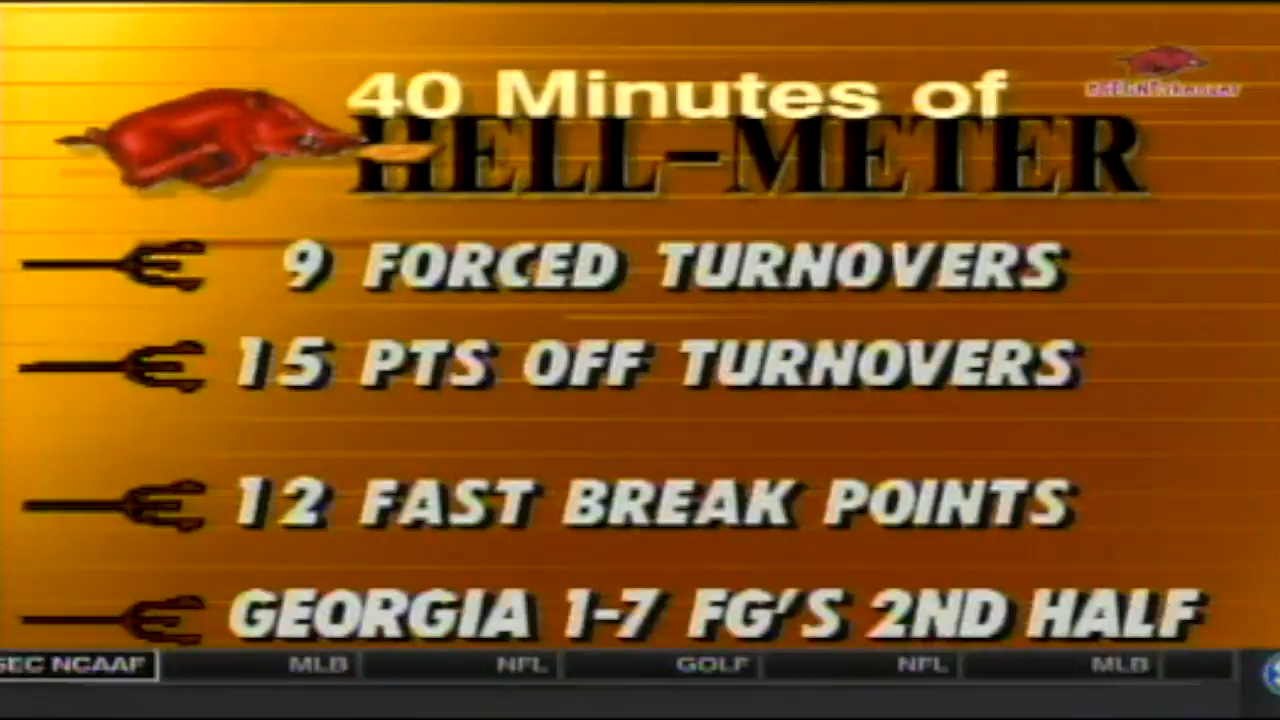 40 Minutes of
HELL-METER
9 FORCED TURNOVERS
15 PTS OFF TURNOVERS
12 FAST BREAK POINTS
GEORGIA 1-7 FG'S 2ND HALF
SEC NCAAF MLB NFL GOLF NFL MLB